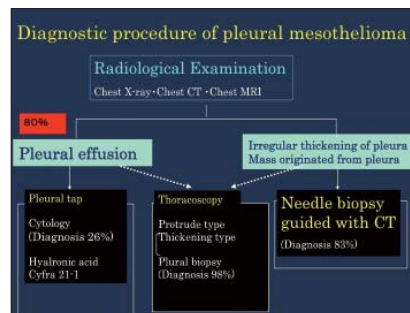 Diagnostic procedure of pleural mesothelioma
Radiological Examination
Chest X-ray・Chest CT・Chest MRI
80%
Pleural effusion
Irregular thickening of pleura
Mass originated from pleura
Pleural tap
Cytology
(Diagnosis 26%)
Hyalronic acid
Cyfra 21-1
Thoracoscopy
Protrude type
Thickening type
Plural biopsy
(Diagnosis 98%)
Needle biopsy
guided with CT
(Diagnosis 83%)